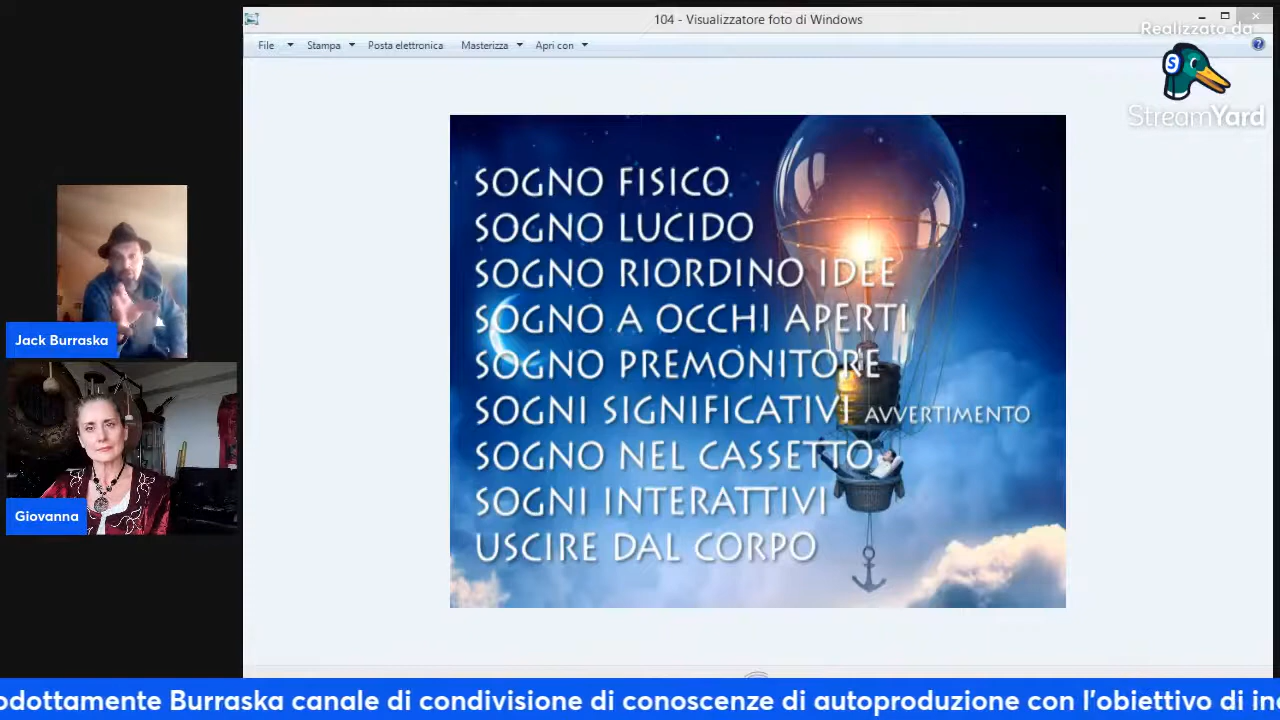 104 - Visualizzatore foto di Windows
Realizzato da
File Stampa Posta elettronica Masterizza Apri con
StreamYard
SOGNO FISICO
SOGNO LUCIDO
SOGNO RIORDINO IDEE
SOGNO A OCCHI APERTI
SOGNO PREMONITORE
SOGNI SIGNIFICATIVI AVVERTIMENTO
SOGNO NEL CASSETTO
SOGNI INTERATTIVI
USCIRE DAL CORPO
Jack Burraska
Giovanna
odottamente Burraska canale di condivisione di conoscenze di autoproduzione con l'obiettivo di in